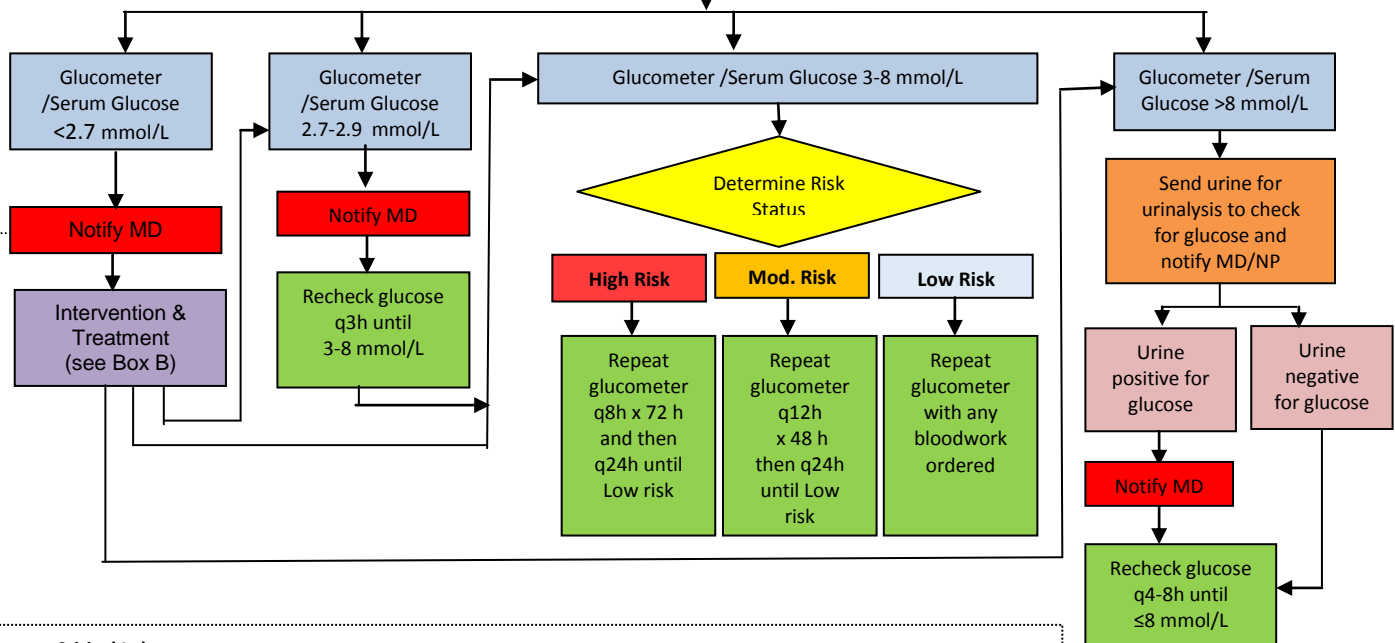 Glucometer
/Serum Glucose
<2.7 mmol/L
Glucometer
/Serum Glucose
2.7-2.9 mmol/L
Glucometer /Serum Glucose 3-8 mmol/L
Glucometer /Serum
Glucose >8 mmol/L
Notify MD
Intervention &
Treatment
(see Box B)
Notify MD
Recheck glucose
q3h until
3-8 mmol/L
Determine Risk
Status
High Risk
Mod. Risk
Low Risk
Repeat
glucometer
q8h x 72 h
and then
q24h until
Low risk
Repeat
glucometer
q12h
x 48 h
then q24h
until Low
risk
Repeat
glucometer
with any
bloodwork
ordered
Send urine for
urinalysis to check
for glucose and
notify MD/NP
Urine
positive for
glucose
Urine
negative
for glucose
Notify MD
Recheck glucose
q4-8h until
≤8 mmol/L